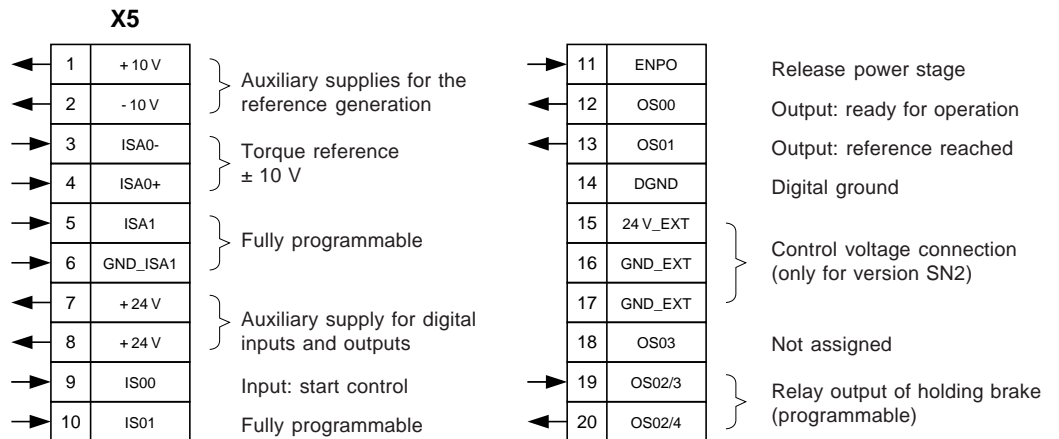 X5
1 +10 V
2 -10 V
Auxiliary supplies for the
reference generation
3 ISA0-
4 ISA0+
Torque reference
± 10 V
5 ISA1
6 GND_ISA1
Fully programmable
7 +24 V
8 +24 V
Auxiliary supply for digital
inputs and outputs
9 IS00 Input: start control
10 IS01 Fully programmable
11 ENPO Release power stage
12 OS00 Output: ready for operation
13 OS01 Output: reference reached
14 DGND Digital ground
15 24 V_EXT
16 GND_EXT
17 GND_EXT
Control voltage connection
(only for version SN2)
18 OS03 Not assigned
19 OS02/3
20 OS02/4
Relay output of holding brake
(programmable)